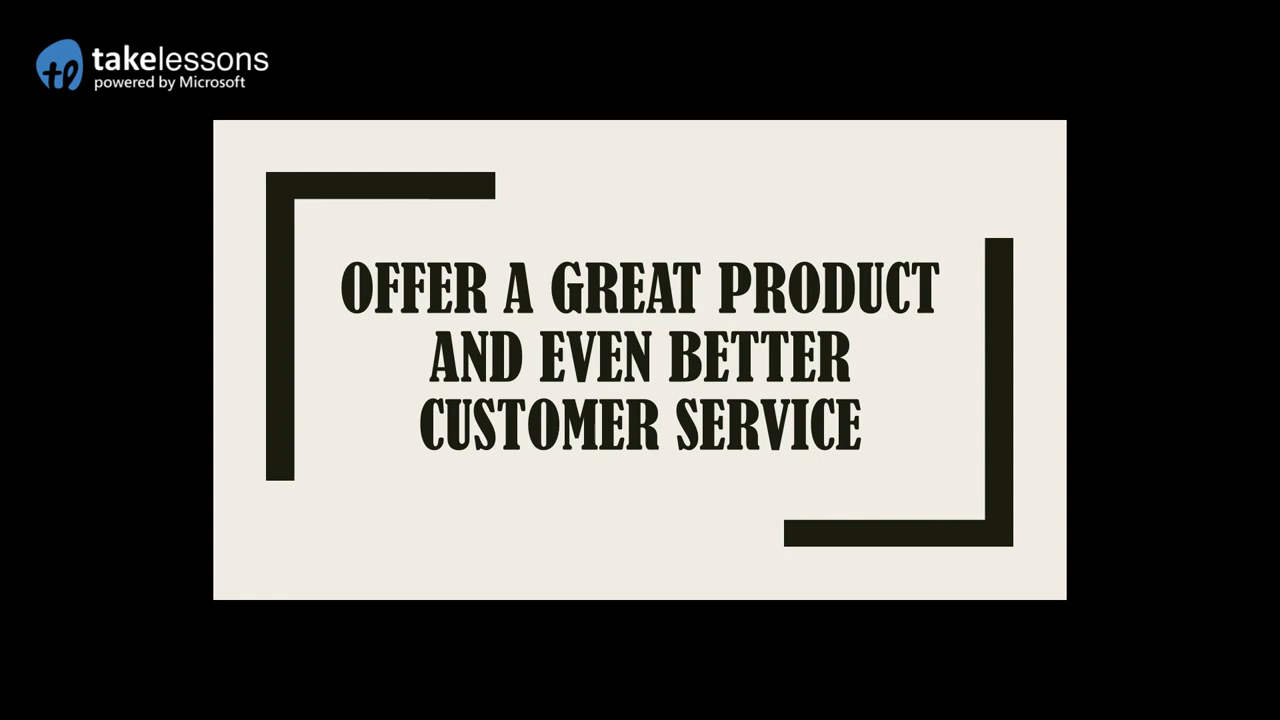 takelessons
powered by Microsoft
OFFER A GREAT PRODUCT
AND EVEN BETTER
CUSTOMER SERVICE